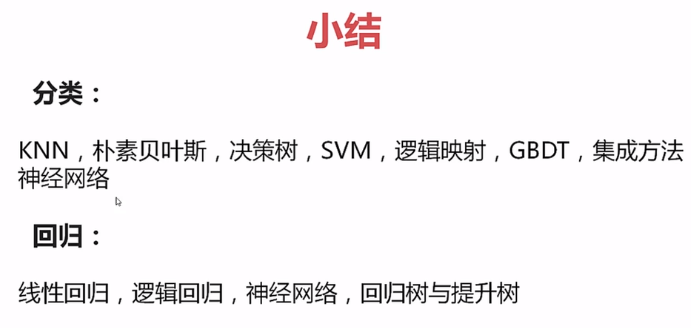 小结
分类：
KNN，朴素贝叶斯，决策树，SVM，逻辑映射，GBDT，集成方法
神经网络
回归：
线性回归，逻辑回归，神经网络，回归树与提升树